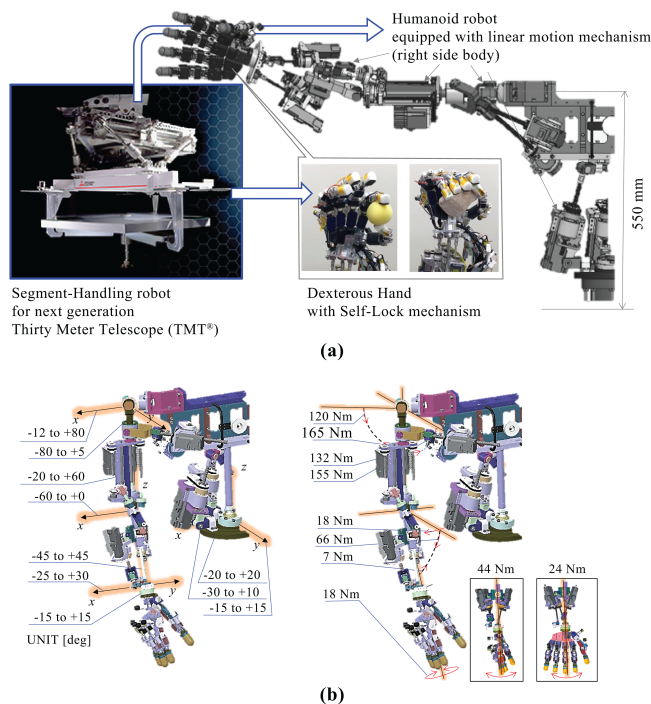 Humanoid robot
equipped with linear motion mechanism
(right side body)
550 mm
Segment-Handling robot
for next generation
Thirty Meter Telescope (TMT®)
Dexterous Hand
with Self-Lock mechanism
(a)
x
y
-12 to +80
-80 to +5
-20 to +60
z
z
-60 to +0
x
x
y
-45 to +45
-25 to +30
x
y
-15 to +15
-20 to +20
-30 to +10
-15 to +15
UNIT [deg]
120 Nm
165 Nm
132 Nm
155 Nm
18 Nm
66 Nm
7 Nm
18 Nm
44 Nm
24 Nm
(b)